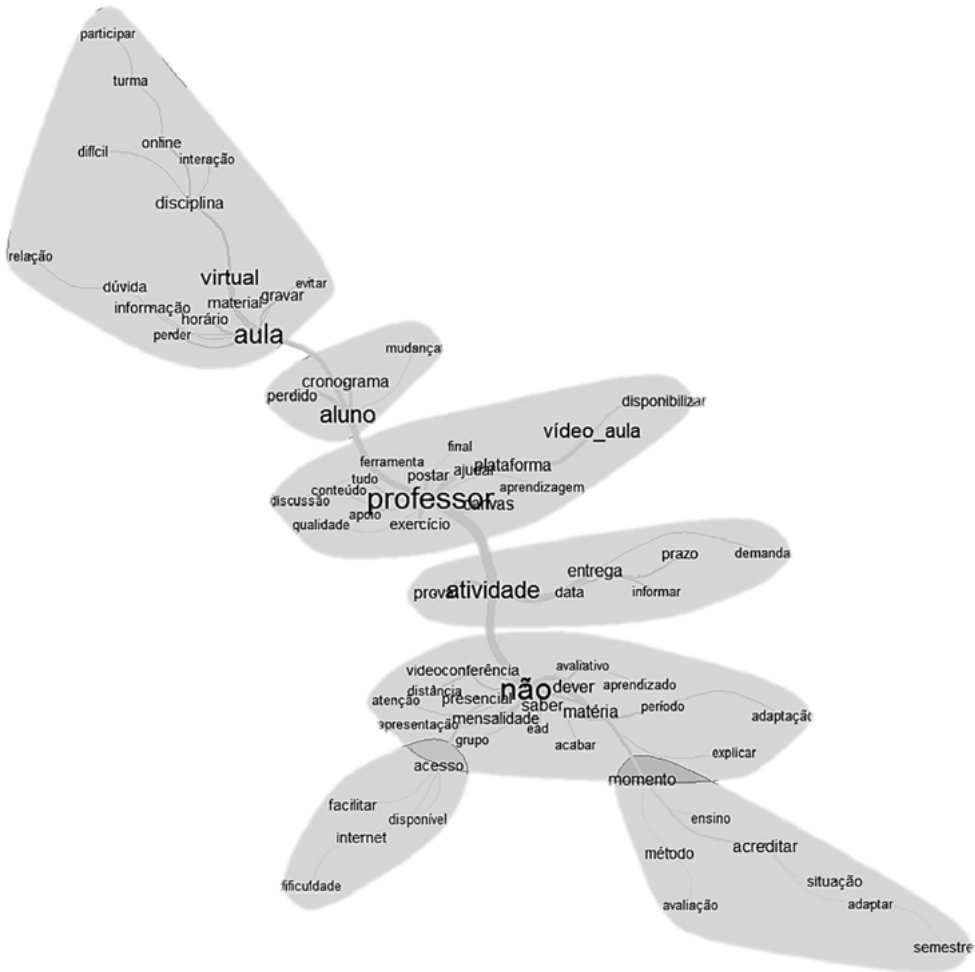 participar
turma
online
difícil
interação
disciplina
relação
virtual
dúvida
evitar
gravar
material
informação
horário
perder
aula
mudança
cronograma
perdido
aluno
disponibilizar
vídeo_aula
final
ferramenta
plataforma
ajudar
postar
tudo
aprendizagem
conteúdo
professor
discussão
canvas
apoio
qualidade
exercício
prazo
demanda
entrega
prova
atividade
data
informar
videoconferência
avaliativo
não
dever
aprendizado
distância
atenção
presencial
saber
matéria
período
adaptação
apresentação
mensalidade
ead
grupo
acabar
explicar
acesso
momento
facilitar
disponível
ensino
internet
método
acreditar
dificuldade
situação
avaliação
adaptar
semestre